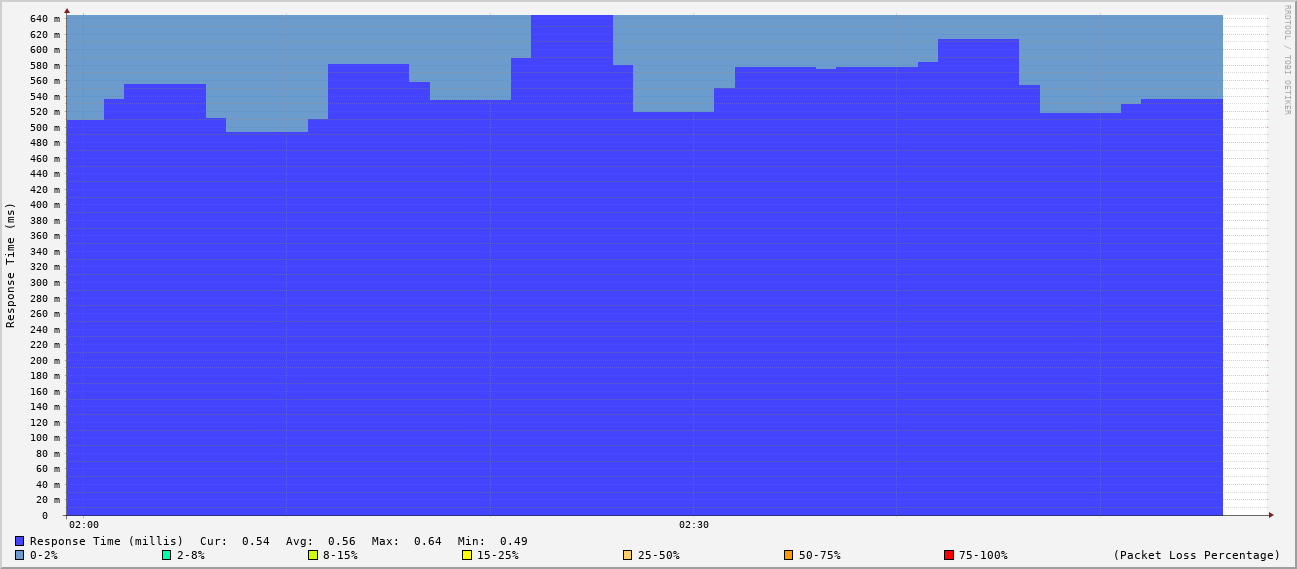 640 m
620 m
600 m
580 m
560 m
540 m
520 m
500 m
480 m
460 m
440 m
420 m
400 m
380 m
360 m
340 m
320 m
300 m
280 m
260 m
240 m
220 m
200 m
180 m
160 m
140 m
120 m
100 m
80 m
60 m
40 m
20 m
0
Response Time (ms)
RRDTOOL / TOBI OETIKER
02:00 02:30
Response Time (millis) Cur: 0.54 Avg: 0.56 Max: 0.64 Min: 0.49
0-2% 2-8% 8-15% 15-25% 25-50% 50-75% 75-100% (Packet Loss Percentage)